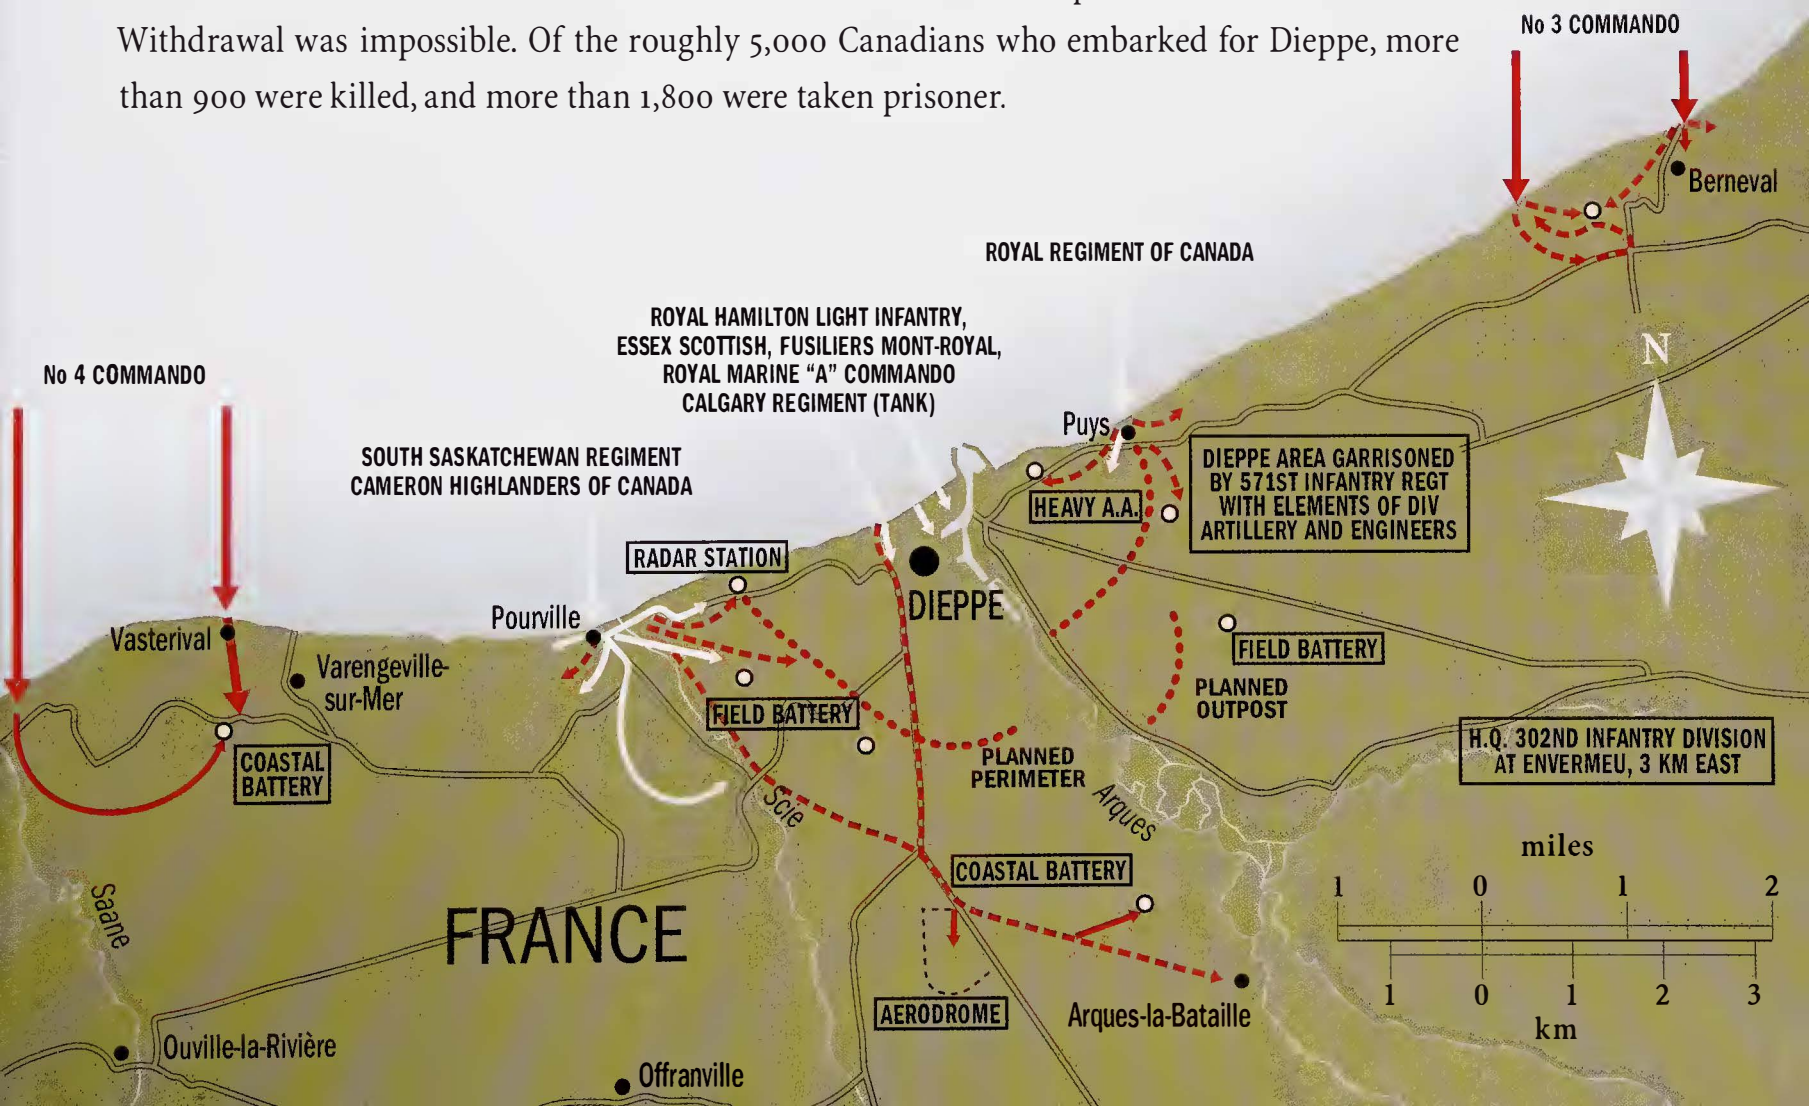 Withdrawal was impossible. Of the roughly 5,000 Canadians who embarked for Dieppe, more
than 900 were killed, and more than 1,800 were taken prisoner.
No 3 COMMANDO
Berneval
ROYAL REGIMENT OF CANADA
ROYAL HAMILTON LIGHT INFANTRY,
ESSEX SCOTTISH, FUSILIERS MONT-ROYAL,
ROYAL MARINE “A” COMMANDO
CALGARY REGIMENT (TANK)
No 4 COMMANDO
SOUTH SASKATCHEWAN REGIMENT
CAMERON HIGHLANDERS OF CANADA
N
Puys
DIEPPE AREA GARRISONED
BY 571ST INFANTRY REGT
WITH ELEMENTS OF DIV
ARTILLERY AND ENGINEERS
HEAVY A.A.
RADAR STATION
DIEPPE
Pourville
Vasterival
Varengeville-
sur-Mer
FIELD BATTERY
PLANNED
OUTPOST
FIELD BATTERY
H.Q. 302ND INFANTRY DIVISION
AT ENVERMEU, 3 KM EAST
COASTAL
BATTERY
PLANNED
PERIMETER
Scie
Arques
miles
1 0 1 2
1 0 1 2 3
km
COASTAL BATTERY
Saane
FRANCE
AERODROME
Arques-la-Bataille
Ouville-la-Rivière
Offranville